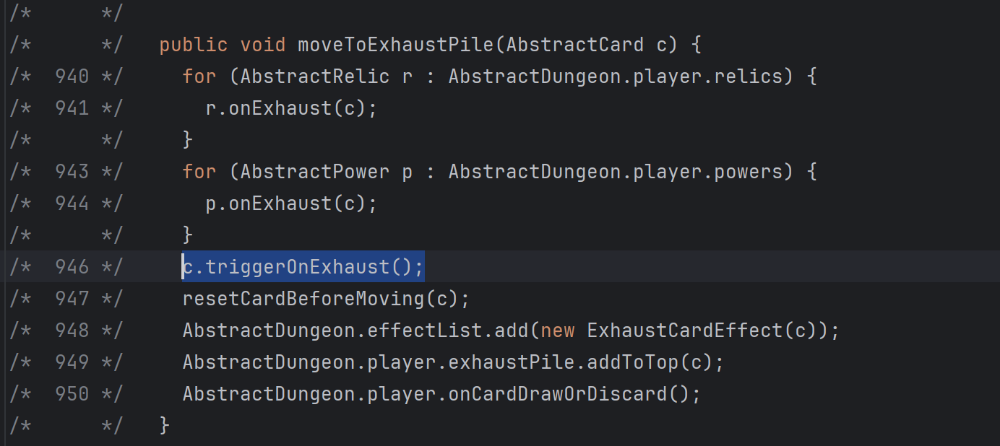 /*      */
/*      */   public void moveToExhaustPile(AbstractCard c) {
/*  940 */     for (AbstractRelic r : AbstractDungeon.player.relics) {
/*  941 */       r.onExhaust(c);
/*      */     }
/*  943 */     for (AbstractPower p : AbstractDungeon.player.powers) {
/*  944 */       p.onExhaust(c);
/*      */     }
/*  946 */     c.triggerOnExhaust();
/*  947 */     resetCardBeforeMoving(c);
/*  948 */     AbstractDungeon.effectList.add(new ExhaustCardEffect(c));
/*  949 */     AbstractDungeon.player.exhaustPile.addToTop(c);
/*  950 */     AbstractDungeon.player.onCardDrawOrDiscard();
/*      */   }